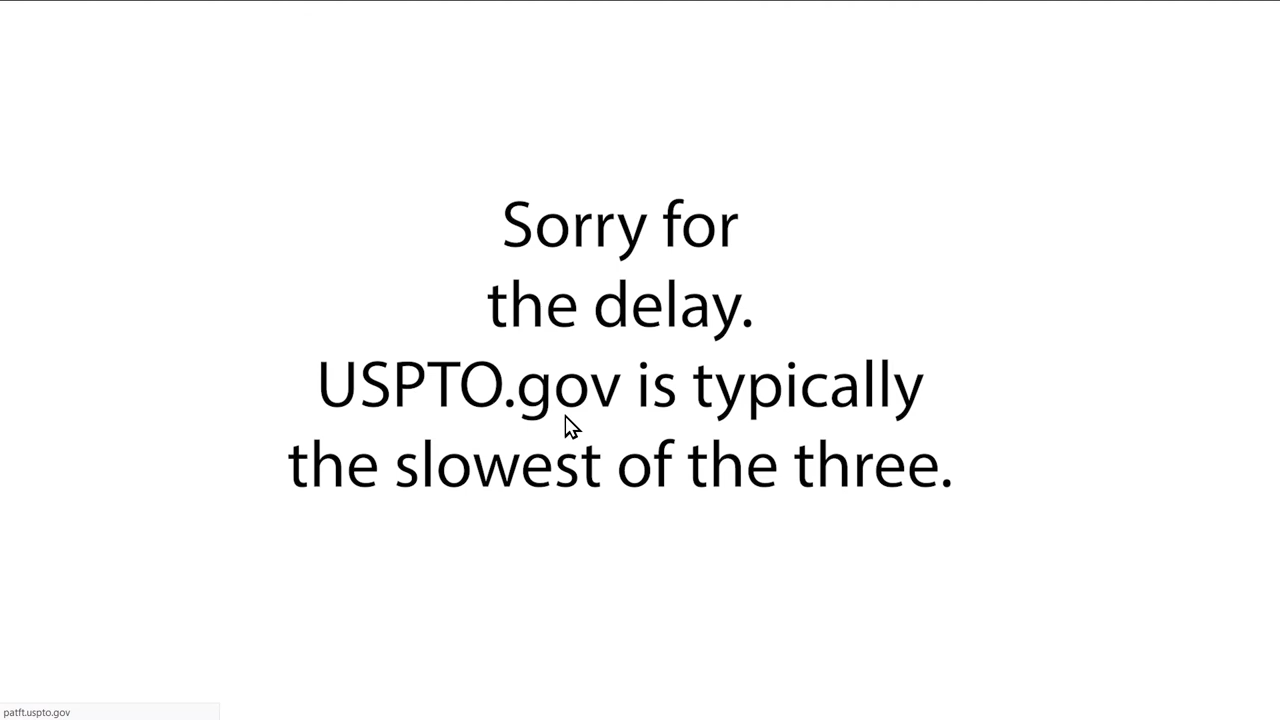 Sorry for
the delay.
USPTO.gov is typically
the slowest of the three.
patft.uspto.gov